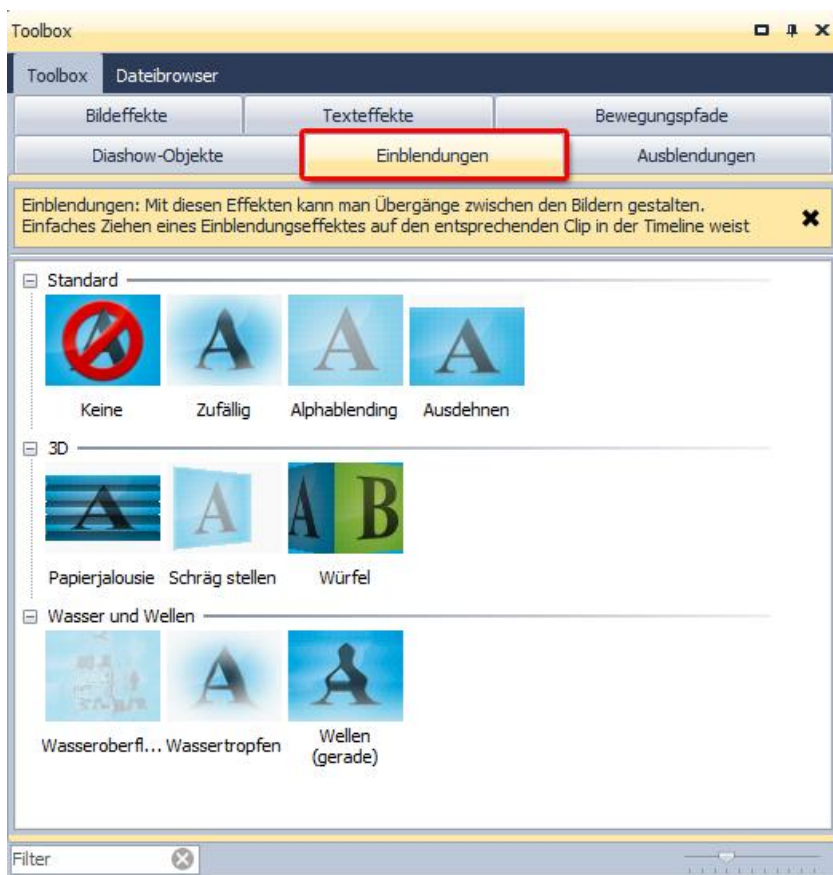 Toolbox
Toolbox Dateibrowser
Bildeffekte Texteffekte Bewegungspfade
Diashow-Objekte Einblendungen Ausblendungen
Einblendungen: Mit diesen Effekten kann man Übergänge zwischen den Bildern gestalten.
Einfaches Ziehen eines Einblendungseffektes auf den entsprechenden Clip in der Timeline weist
Standard
A A A A
Keine Zufällig Alphablending Ausdehnen
3D
A A A B
Papierjalousie Schräg stellen Würfel
Wasser und Wellen
A A
Wasseroberfl... Wassertropfen Wellen
(gerade)
Filter